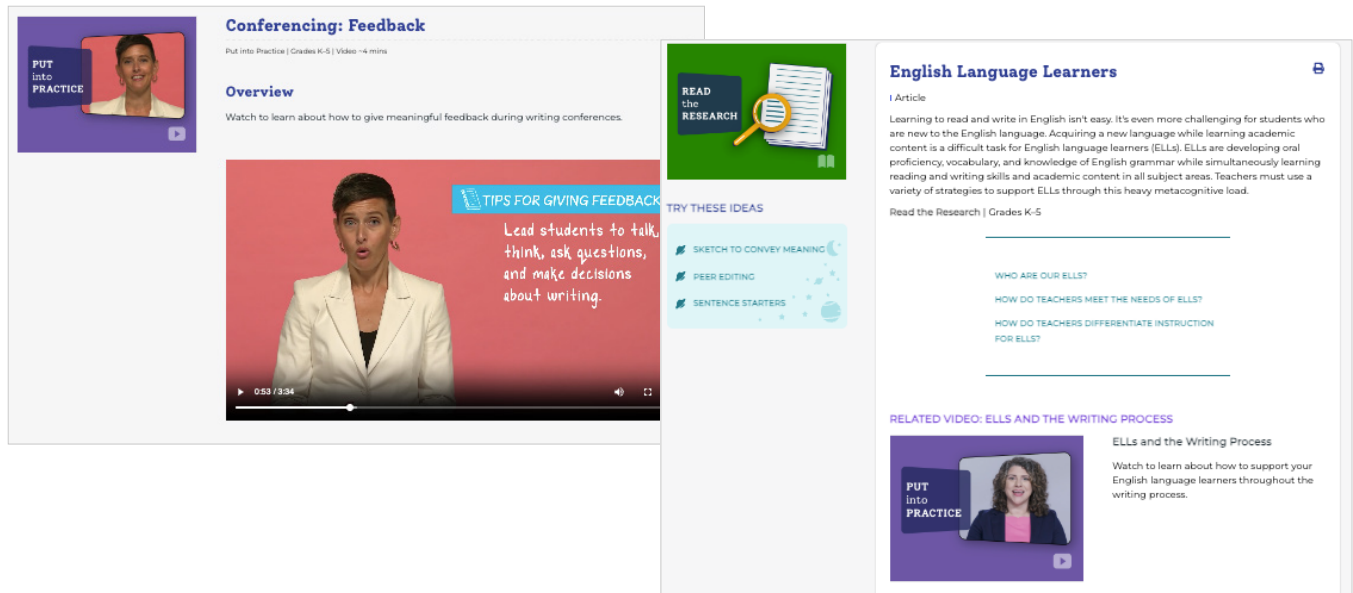 PUT
into
PRACTICE
Conferencing: Feedback
Put into Practice | Grades K-5 | Video ~4 mins
Overview
Watch to learn about how to give meaningful feedback during writing conferences.
TIPS FOR GIVING FEEDBACK
Lead students to talk,
think, ask questions,
and make decisions
about writing.
0:53 / 3:34
READ
the
RESEARCH
TRY THESE IDEAS
SKETCH TO CONVEY MEANING
PEER EDITING
SENTENCE STARTERS
English Language Learners
| Article
Learning to read and write in English isn't easy. It's even more challenging for students who
are new to the English language. Acquiring a new language while learning academic
content is a difficult task for English language learners (ELLs). ELLs are developing oral
proficiency, vocabulary, and knowledge of English grammar while simultaneously learning
reading and writing skills and academic content in all subject areas. Teachers must use a
variety of strategies to support ELLs through this heavy metacognitive load.
Read the Research | Grades K–5
WHO ARE OUR ELLS?
HOW DO TEACHERS MEET THE NEEDS OF ELLS?
HOW DO TEACHERS DIFFERENTIATE INSTRUCTION
FOR ELLS?
RELATED VIDEO: ELLS AND THE WRITING PROCESS
PUT
into
PRACTICE
ELLs and the Writing Process
Watch to learn about how to support your
English language learners throughout the
writing process.